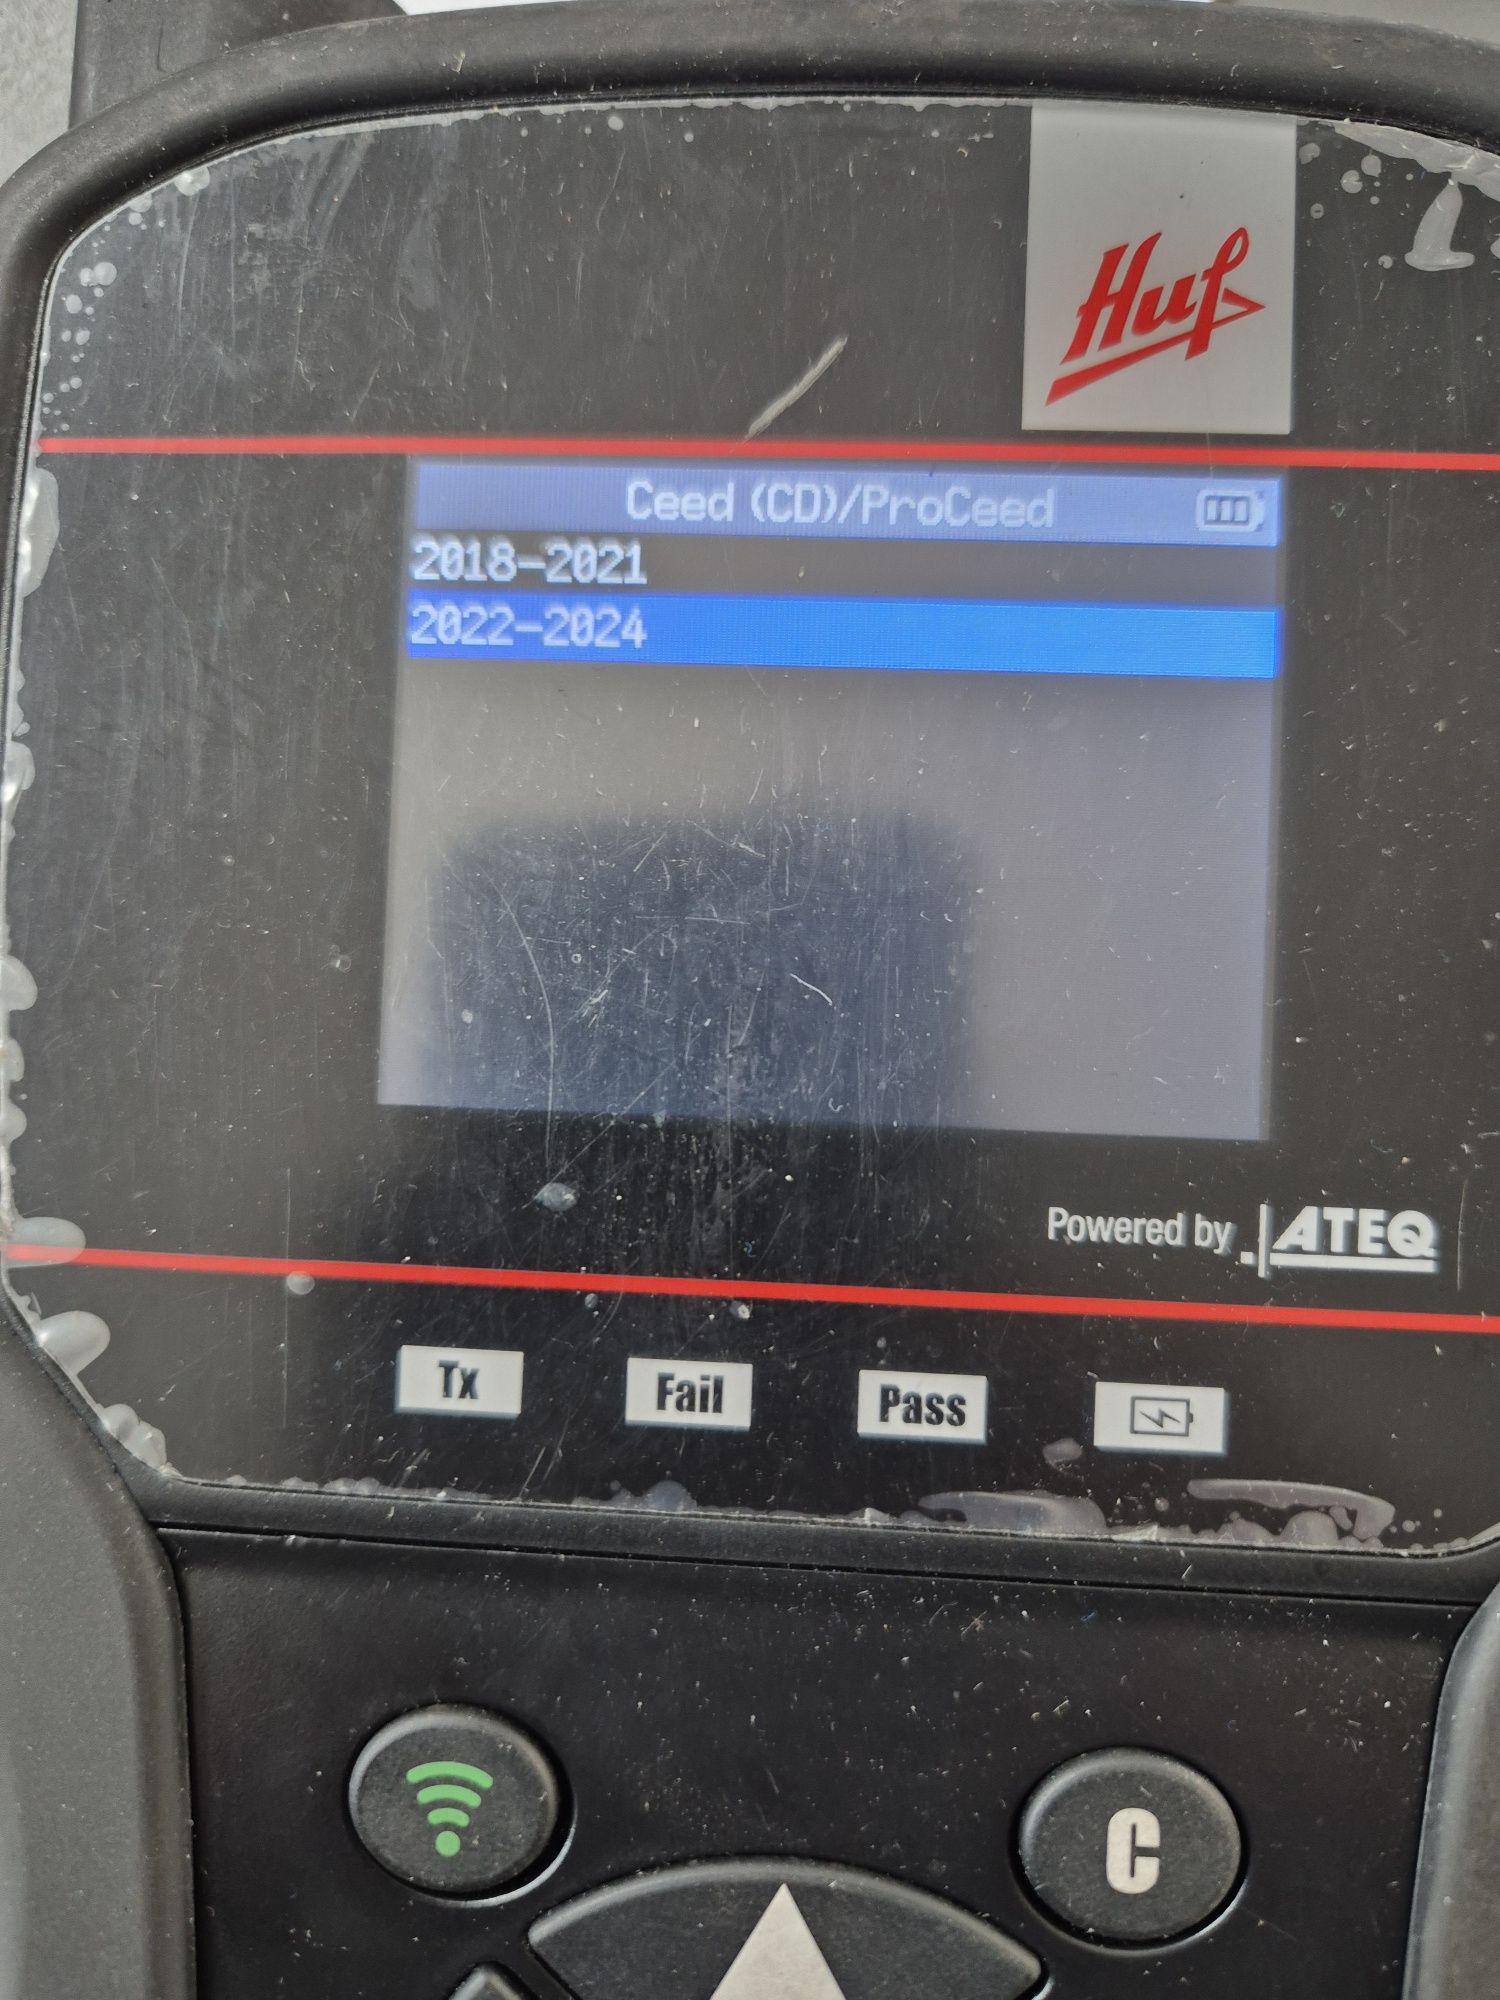 Huf
Ceed (CD)/ProCeed
2018-2021
2022-2024
Powered by ATEQ
Tx
Fail
Pass
C